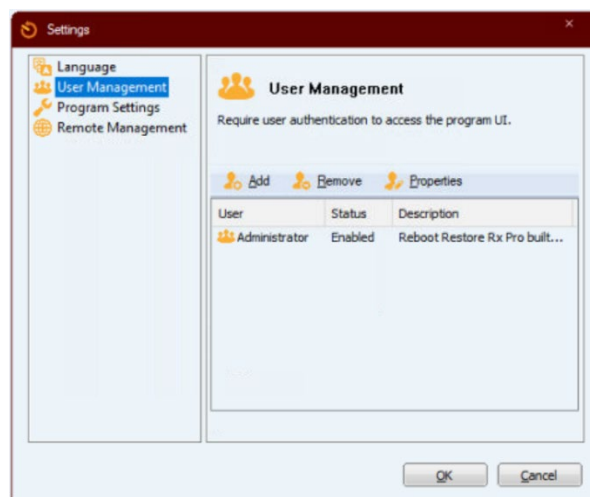 Settings
Language
User Management
Program Settings
Remote Management
User Management
Require user authentication to access the program UI.
Add Remove Properties
User Status Description
Administrator Enabled Reboot Restore Rx Pro built...
OK Cancel